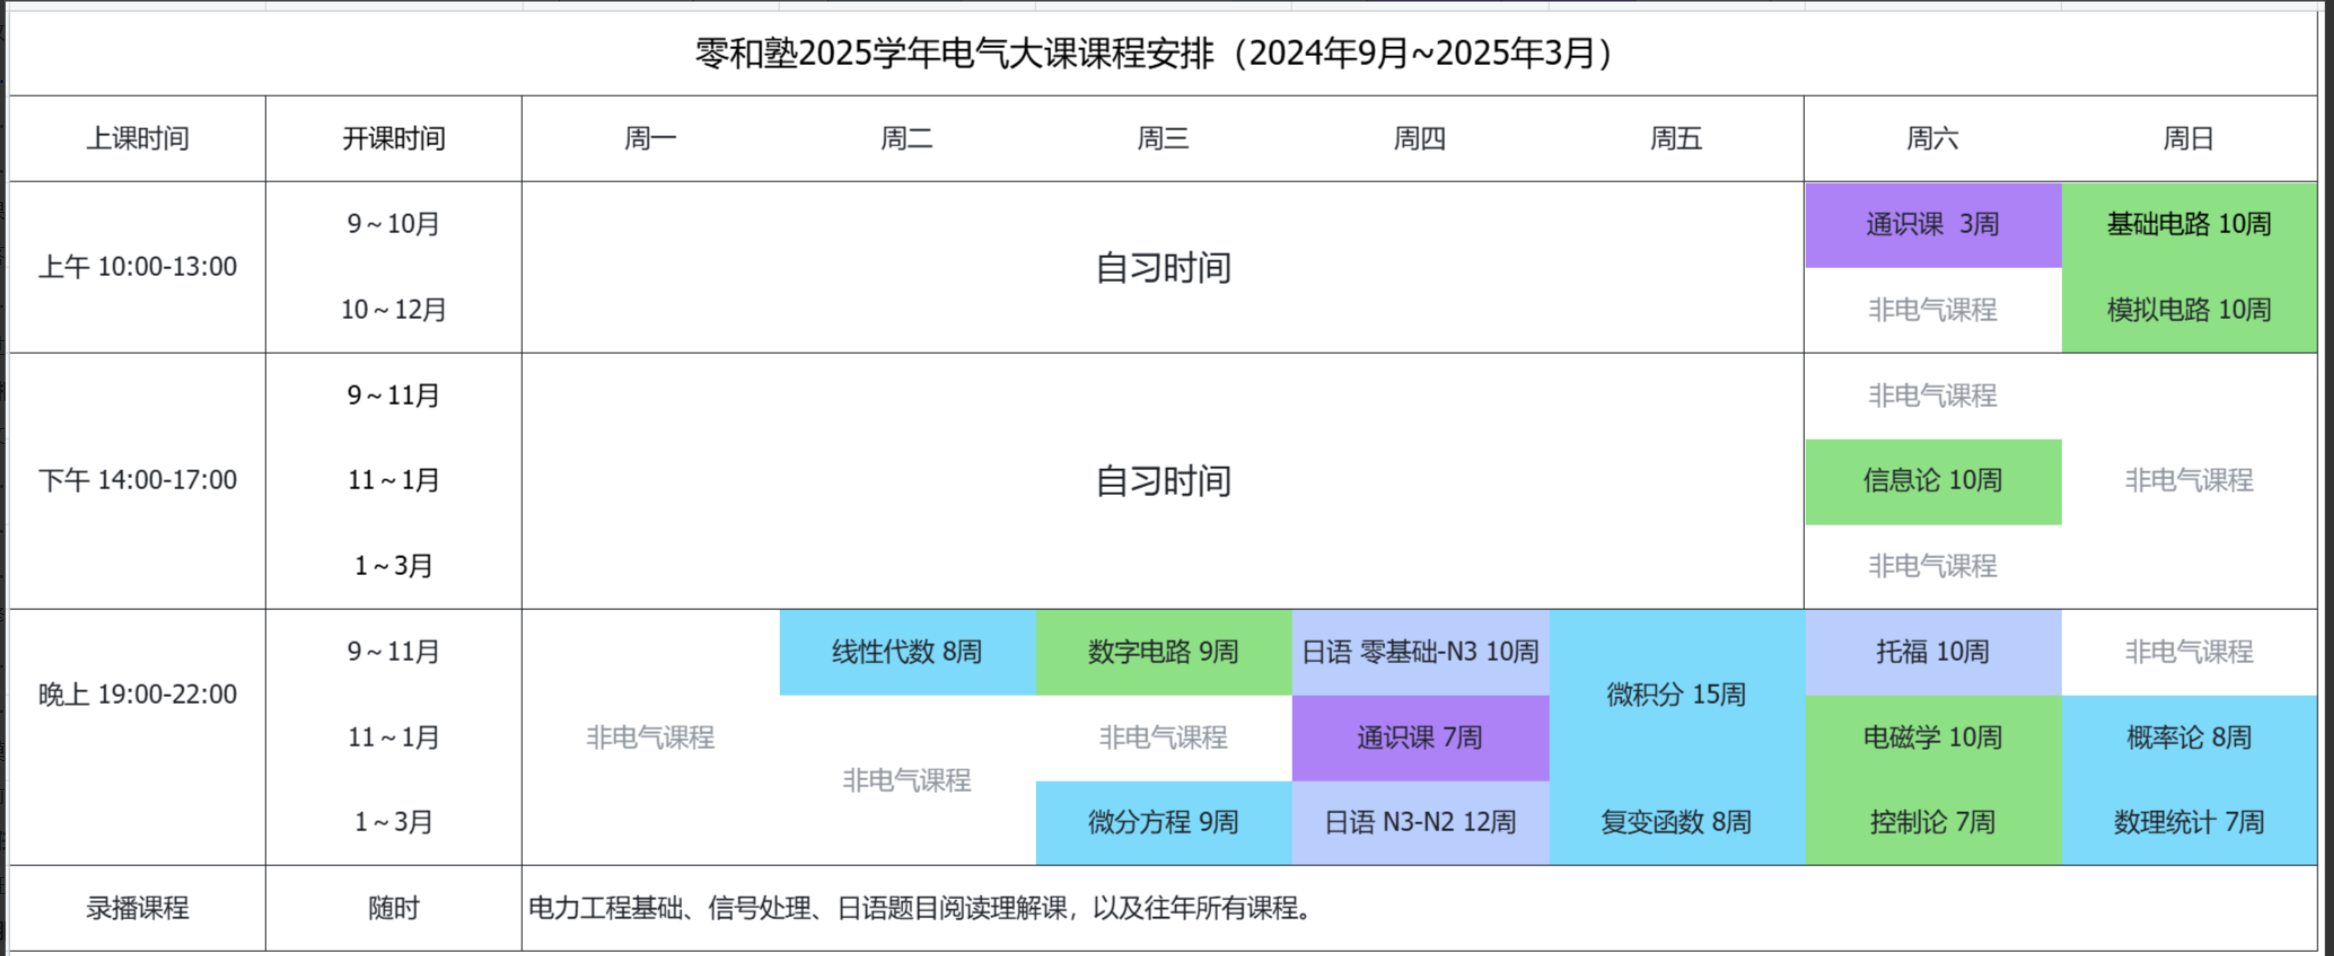 零和塾2025学年电气大课课程安排（2024年9月~2025年3月）
上课时间 开课时间 周一 周二 周三 周四 周五 周六 周日
上午 10:00-13:00
9～10月
10～12月
自习时间
通识课 3周
非电气课程
基础电路 10周
模拟电路 10周
下午 14:00-17:00
9～11月
11～1月
1～3月
自习时间
非电气课程
信息论 10周
非电气课程
非电气课程
晚上 19:00-22:00
9～11月
11～1月
1～3月
非电气课程
线性代数 8周
非电气课程
数字电路 9周
非电气课程
微分方程 9周
日语 零基础-N3 10周
通识课 7周
日语 N3-N2 12周
微积分 15周
复变函数 8周
托福 10周
电磁学 10周
控制论 7周
非电气课程
概率论 8周
数理统计 7周
录播课程 随时 电力工程基础、信号处理、日语题目阅读理解课，以及往年所有课程。